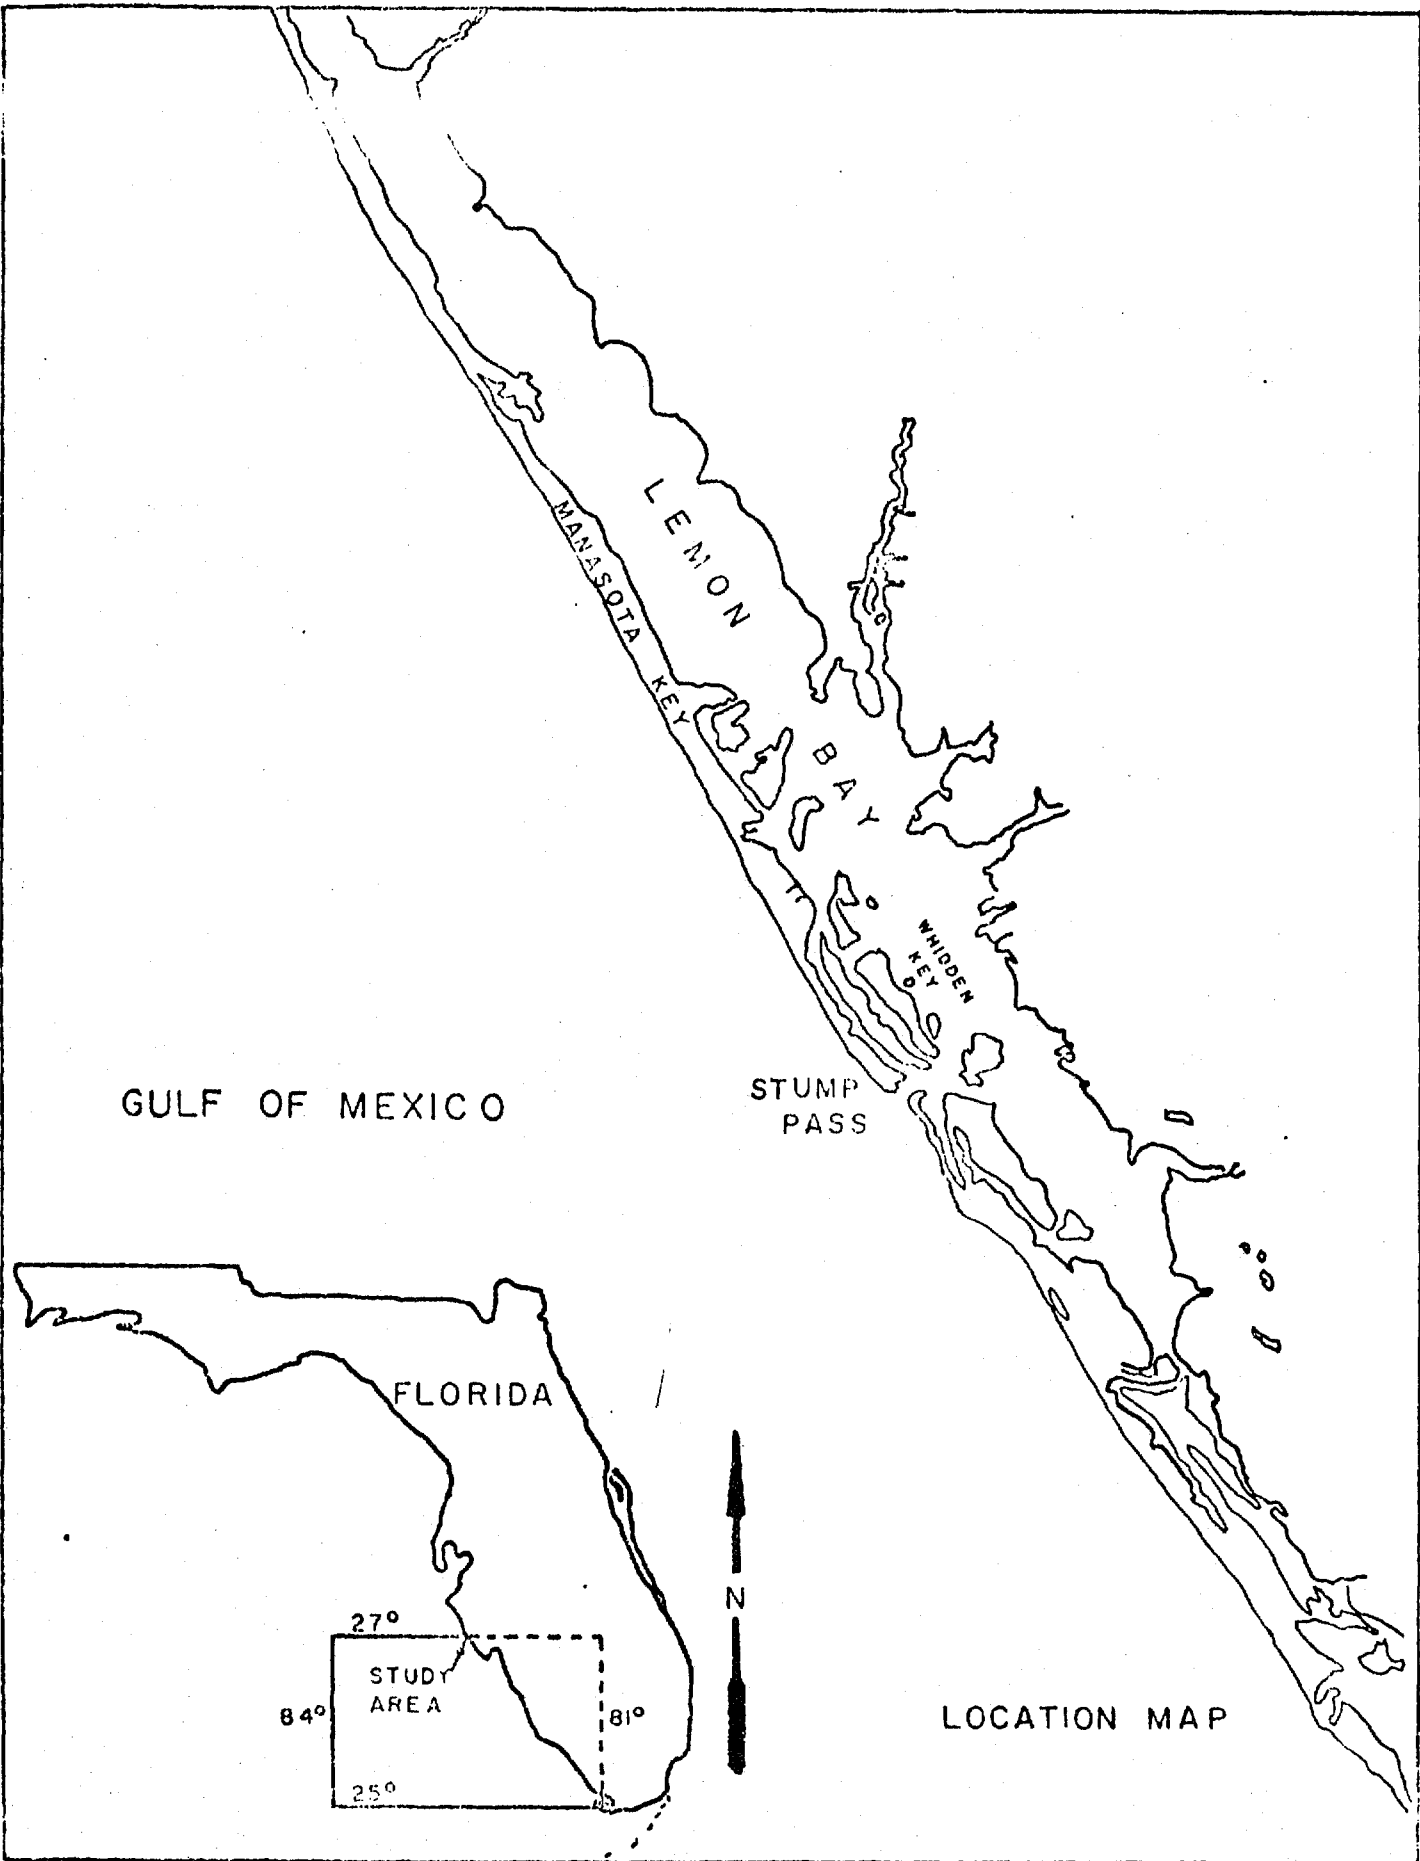 LEMON
BAY
MANASOTA KEY
WHIDDEN
KEY
STUMP
PASS
GULF OF MEXICO
FLORIDA
27°
STUDY
AREA
84°
81°
25°
N
LOCATION MAP